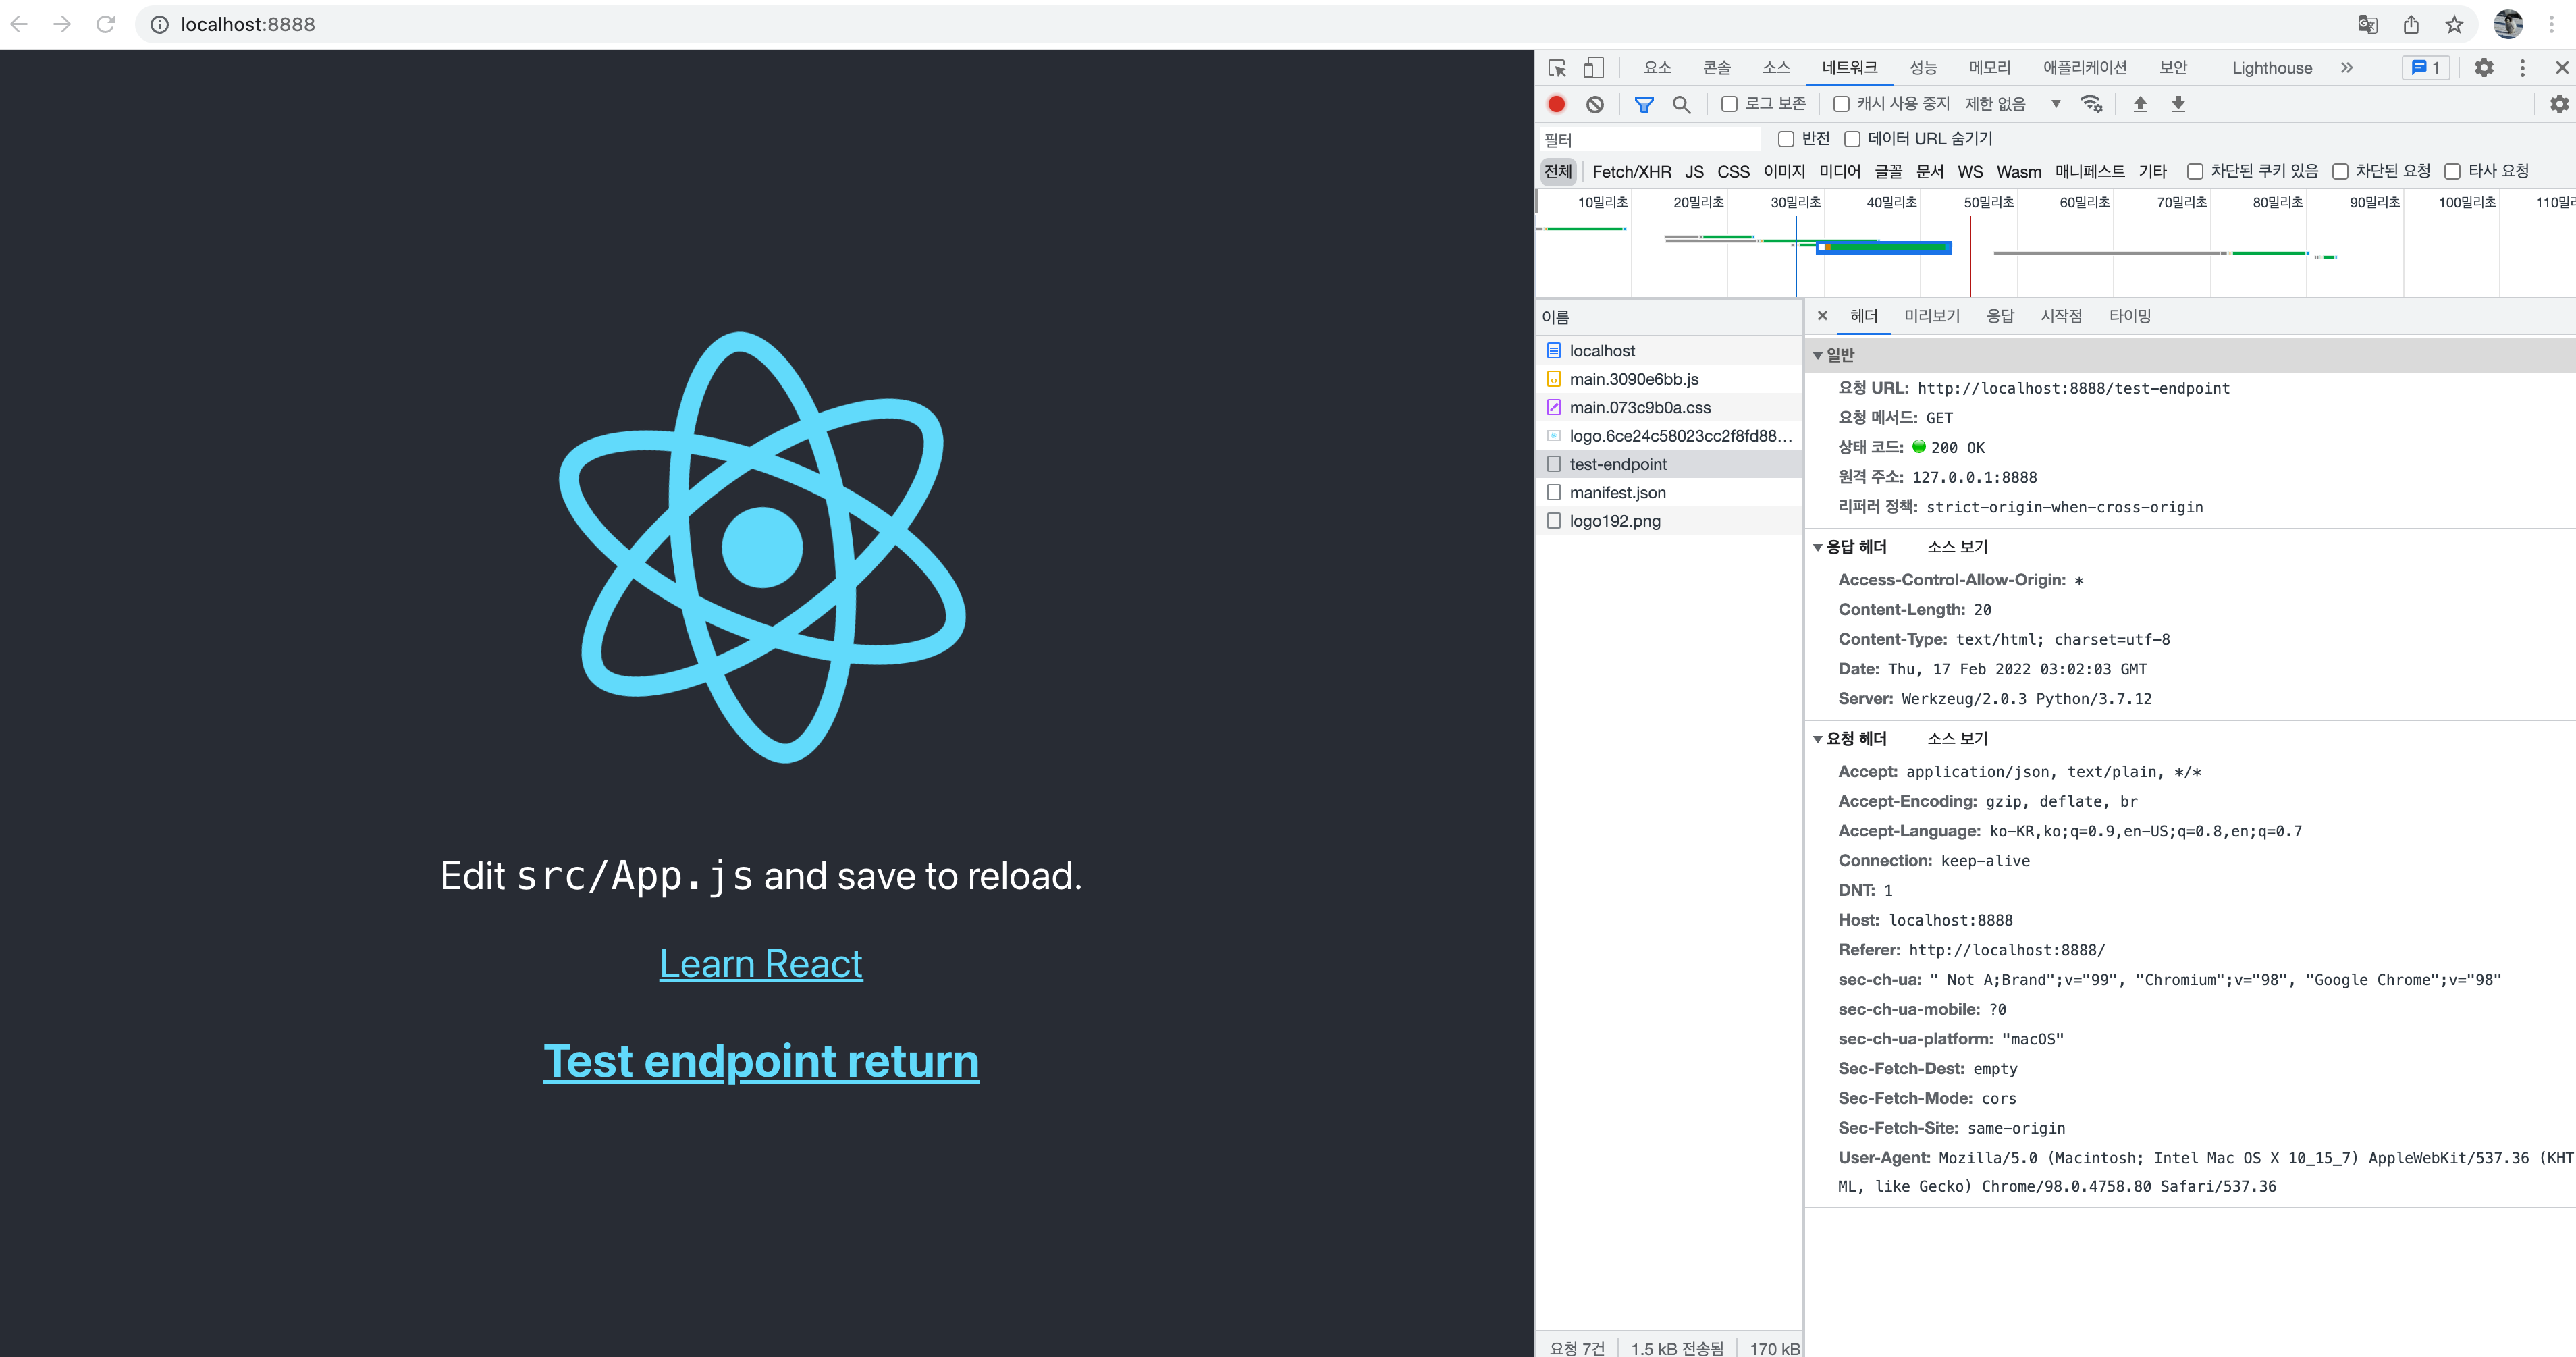 localhost:8888
요소 콘솔 소스 네트워크 성능 메모리 애플리케이션 보안 Lighthouse 1
로그 보존 캐시 사용 중지 제한 없음
필터 반전 데이터 URL 숨기기
전체 Fetch/XHR JS CSS 이미지 미디어 글꼴 문서 WS Wasm 매니페스트 기타 차단된 쿠키 있음 차단된 요청 타사 요청
10밀리초 20밀리초 30밀리초 40밀리초 50밀리초 60밀리초 70밀리초 80밀리초 90밀리초 100밀리초 110밀리
이름
localhost
main.3090e6bb.js
main.073c9b0a.css
logo.6ce24c58023cc2f8fd88...
test-endpoint
manifest.json
logo192.png
요청 7건 1.5 kB 전송됨 170 kB
헤더 미리보기 응답 시작점 타이밍
일반
요청 URL: http://localhost:8888/test-endpoint
요청 메서드: GET
상태 코드: 200 OK
원격 주소: 127.0.0.1:8888
리퍼러 정책: strict-origin-when-cross-origin
응답 헤더 소스 보기
Access-Control-Allow-Origin: *
Content-Length: 20
Content-Type: text/html; charset=utf-8
Date: Thu, 17 Feb 2022 03:02:03 GMT
Server: Werkzeug/2.0.3 Python/3.7.12
요청 헤더 소스 보기
Accept: application/json, text/plain, */*
Accept-Encoding: gzip, deflate, br
Accept-Language: ko-KR,ko;q=0.9,en-US;q=0.8,en;q=0.7
Connection: keep-alive
DNT: 1
Host: localhost:8888
Referer: http://localhost:8888/
sec-ch-ua: " Not A;Brand";v="99", "Chromium";v="98", "Google Chrome";v="98"
sec-ch-ua-mobile: ?0
sec-ch-ua-platform: "macOS"
Sec-Fetch-Dest: empty
Sec-Fetch-Mode: cors
Sec-Fetch-Site: same-origin
User-Agent: Mozilla/5.0 (Macintosh; Intel Mac OS X 10_15_7) AppleWebKit/537.36 (KHT
ML, like Gecko) Chrome/98.0.4758.80 Safari/537.36
Edit src/App.js and save to reload.
Learn React
Test endpoint return